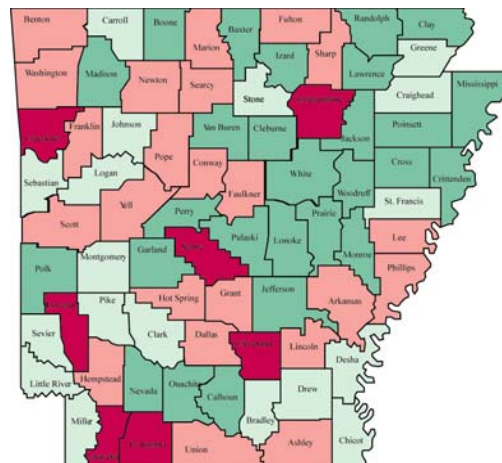 Benton
Carroll
Boone
Marion
Baxter
Fulton
Randolph
Clay
Sharp
Izard
Greene
Washington
Madison
Newton
Searcy
Stone
Lawrence
Craighead
Mississippi
Franklin
Johnson
Van Buren
Cleburne
Jackson
Poinsett
Pope
Conway
White
Woodruff
Cross
Crittenden
Sebastian
Logan
Faulkner
St. Francis
Scott
Yell
Perry
Pulaski
Lonoke
Prairie
Lee
Monroe
Phillips
Polk
Montgomery
Garland
Hot Spring
Grant
Jefferson
Arkansas
Sevier
Pike
Clark
Dallas
Lincoln
Desha
Little River
Hempstead
Nevada
Ouachita
Calhoun
Drew
Bradley
Miller
Union
Ashley
Chicot